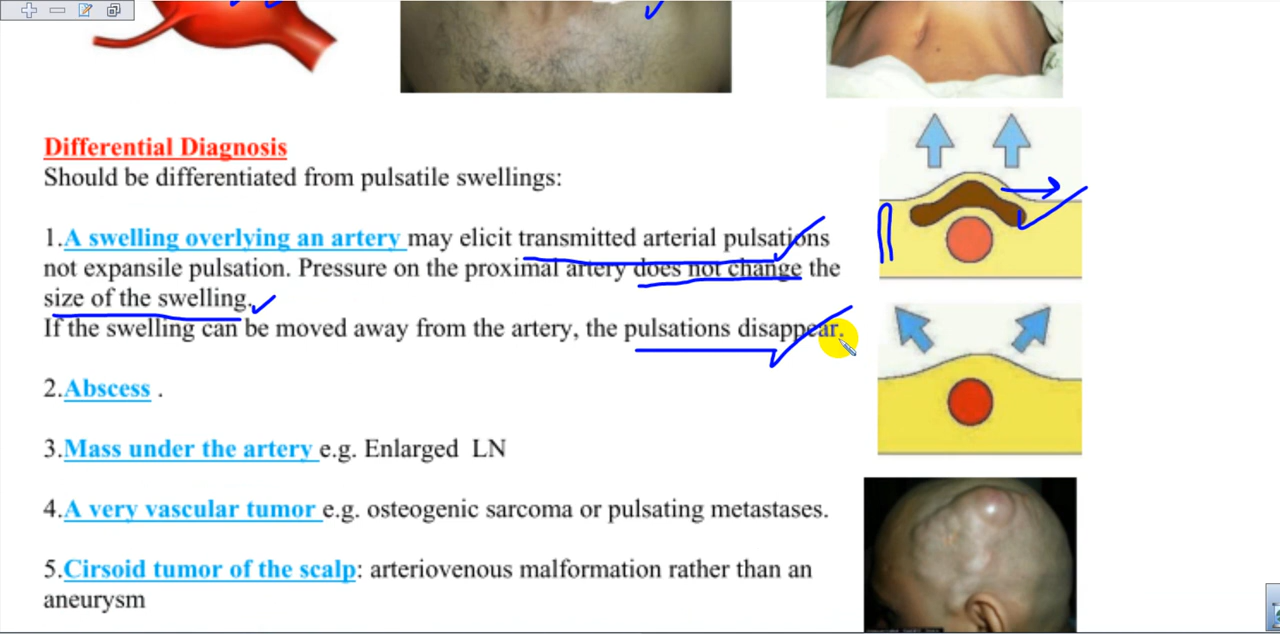 Differential Diagnosis
Should be differentiated from pulsatile swellings:
1.A swelling overlying an artery may elicit transmitted arterial pulsations
not expansile pulsation. Pressure on the proximal artery does not change the
size of the swelling.
If the swelling can be moved away from the artery, the pulsations disappear.
2.Abscess .
3.Mass under the artery e.g. Enlarged LN
4.A very vascular tumor e.g. osteogenic sarcoma or pulsating metastases.
5.Cirsoid tumor of the scalp: arteriovenous malformation rather than an
aneurysm